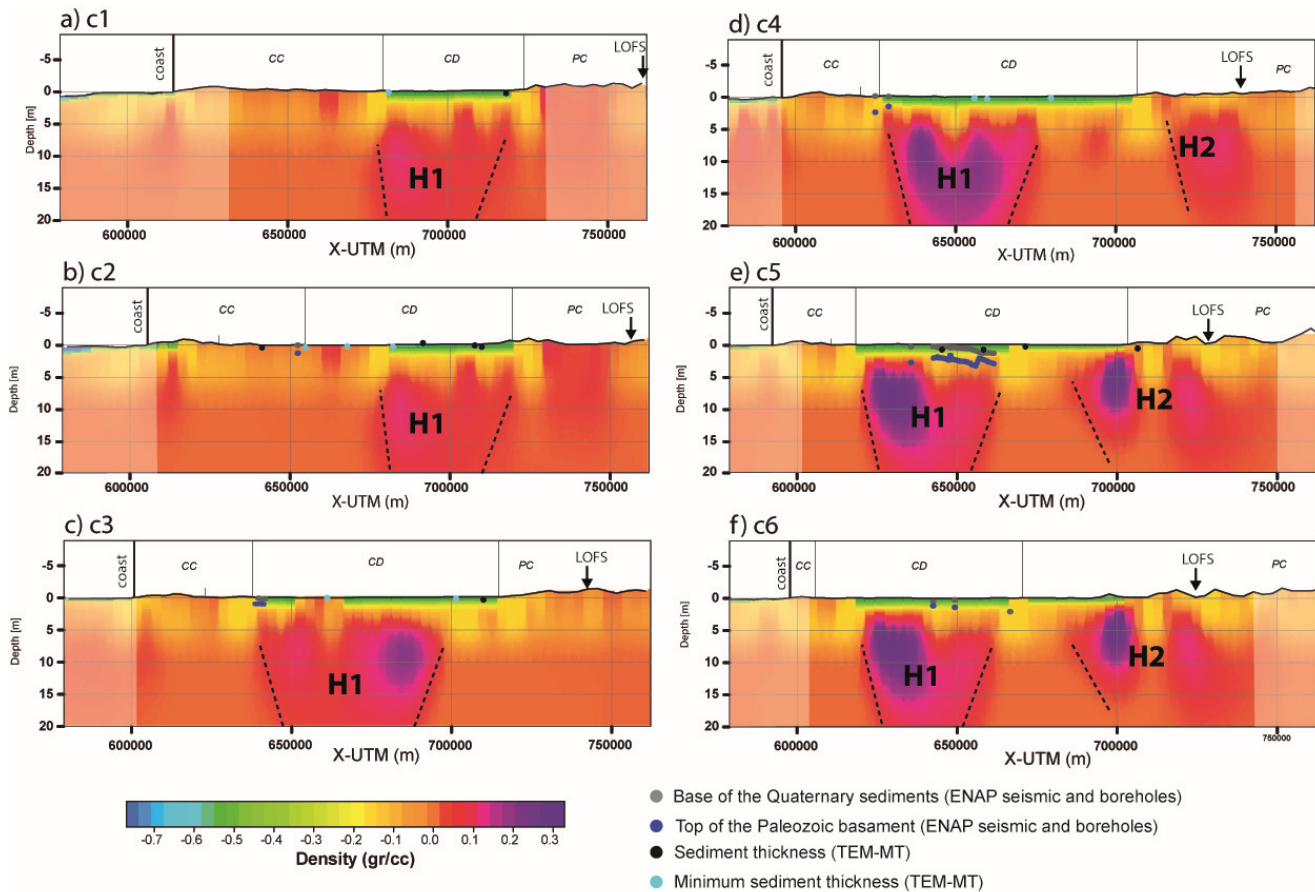 a) c1
coast
CC
CD
PC
LOFS
-5
0
5
10
15
20
Depth [m]
H1
600000
650000
700000
750000
X-UTM (m)
b) c2
coast
CC
CD
PC
LOFS
-5
0
5
10
15
20
Depth [m]
H1
600000
650000
700000
750000
X-UTM (m)
c) c3
coast
CC
CD
PC
LOFS
-5
0
5
10
15
20
Depth [m]
H1
600000
650000
700000
750000
X-UTM (m)
d) c4
coast
CC
CD
LOFS
PC
-5
0
5
10
15
20
Depth [m]
H1
H2
600000
650000
700000
750000
X-UTM (m)
e) c5
coast
CC
CD
LOFS
PC
-5
0
5
10
15
20
Depth [m]
H1
H2
600000
650000
700000
750000
X-UTM (m)
f) c6
coast
CC
CD
LOFS
PC
-5
0
5
10
15
20
Depth [m]
H1
H2
600000
650000
700000
750000
X-UTM (m)
-0.7 -0.6 -0.5 -0.4 -0.3 -0.2 -0.1 0.0 0.1 0.2 0.3
Density (gr/cc)
Base of the Quaternary sediments (ENAP seismic and boreholes)
Top of the Paleozoic basament (ENAP seismic and boreholes)
Sediment thickness (TEM-MT)
Minimum sediment thickness (TEM-MT)